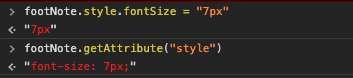 > footNote.style.fontSize = "7px"
< "7px"
> footNote.getAttribute("style")
< "font-size: 7px;"